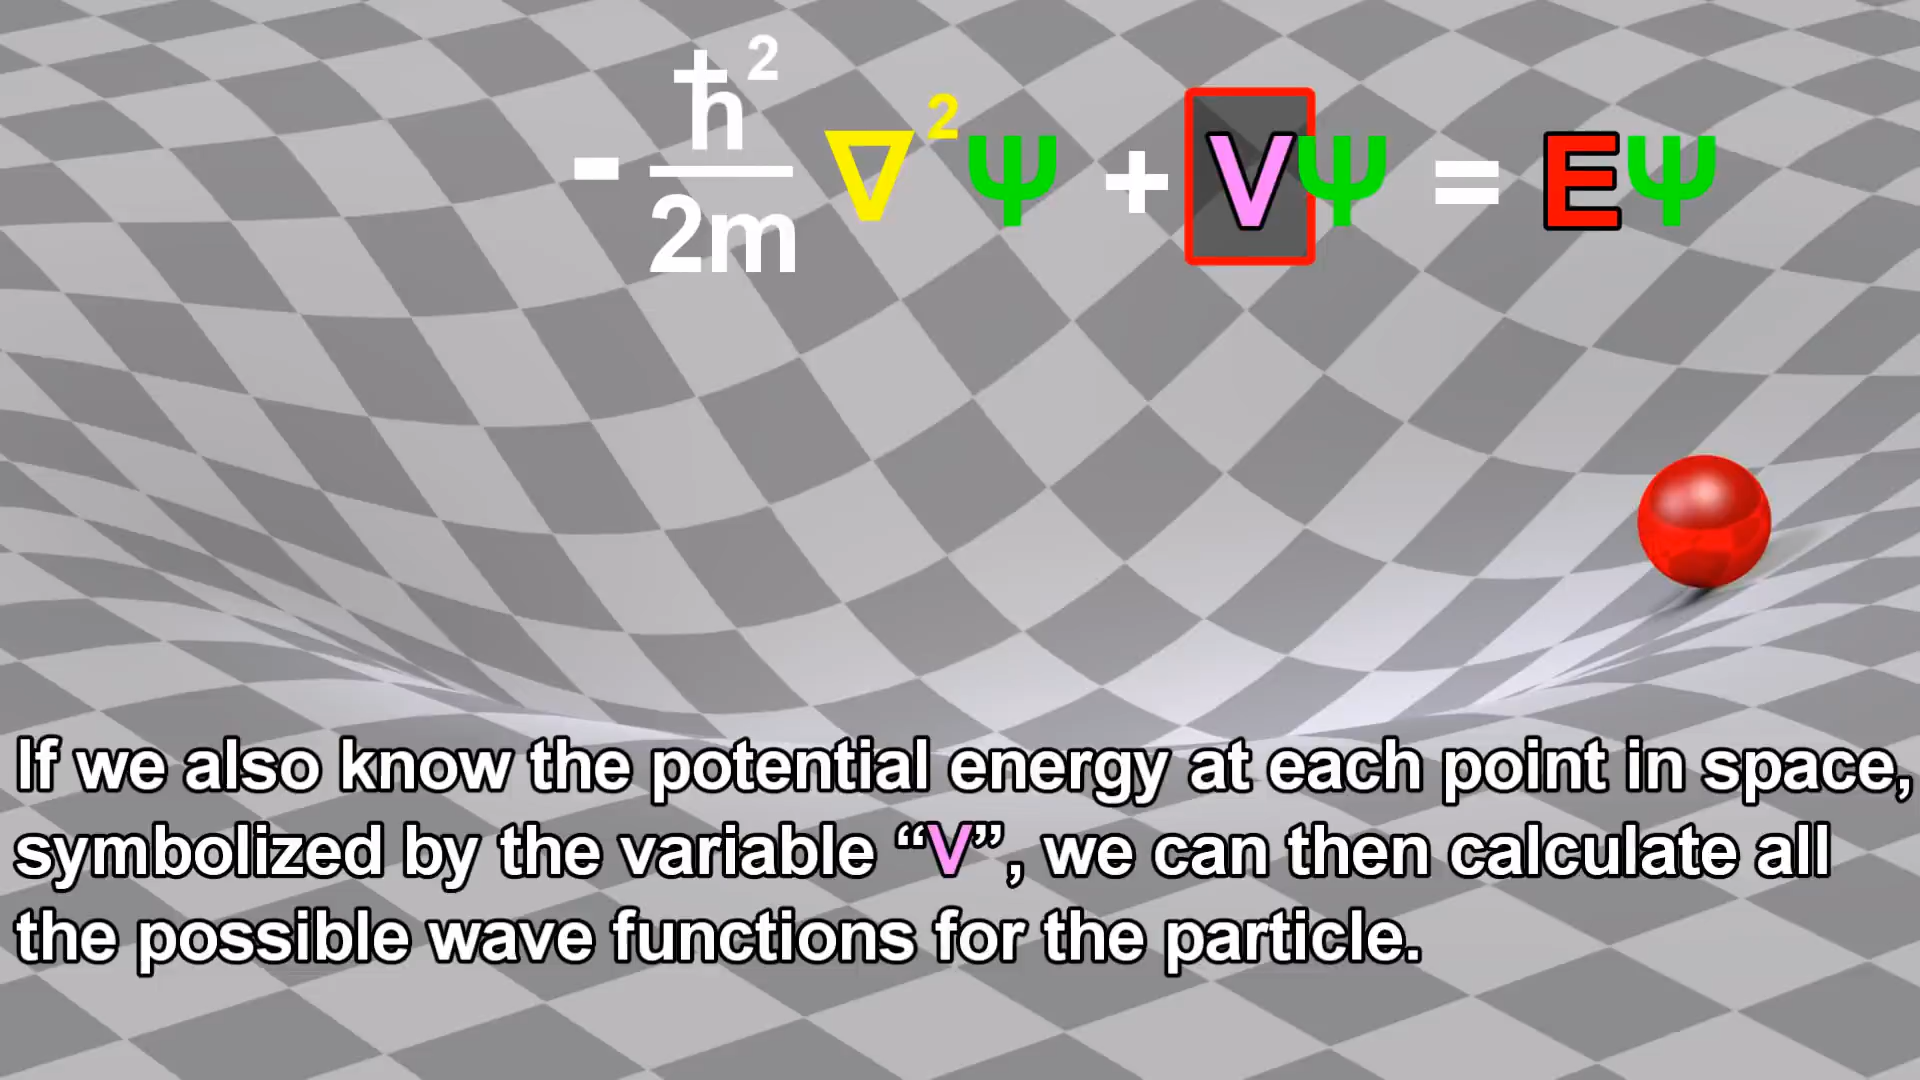 - ħ² / 2m ∇²Ψ + VΨ = EΨ
If we also know the potential energy at each point in space,
symbolized by the variable “V”, we can then calculate all
the possible wave functions for the particle.